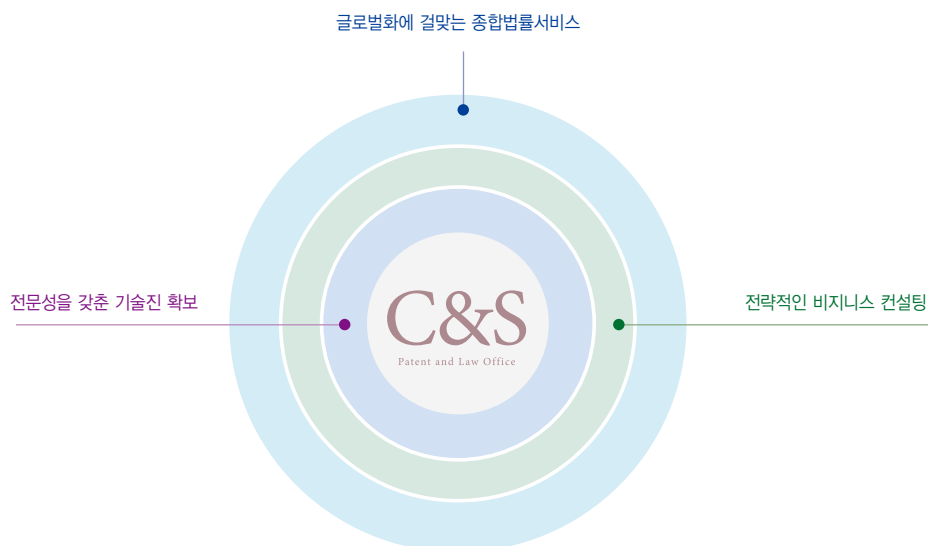 글로벌화에 걸맞는 종합법률서비스
전문성을 갖춘 기술진 확보
전략적인 비지니스 컨설팅
C&S
Patent and Law Office